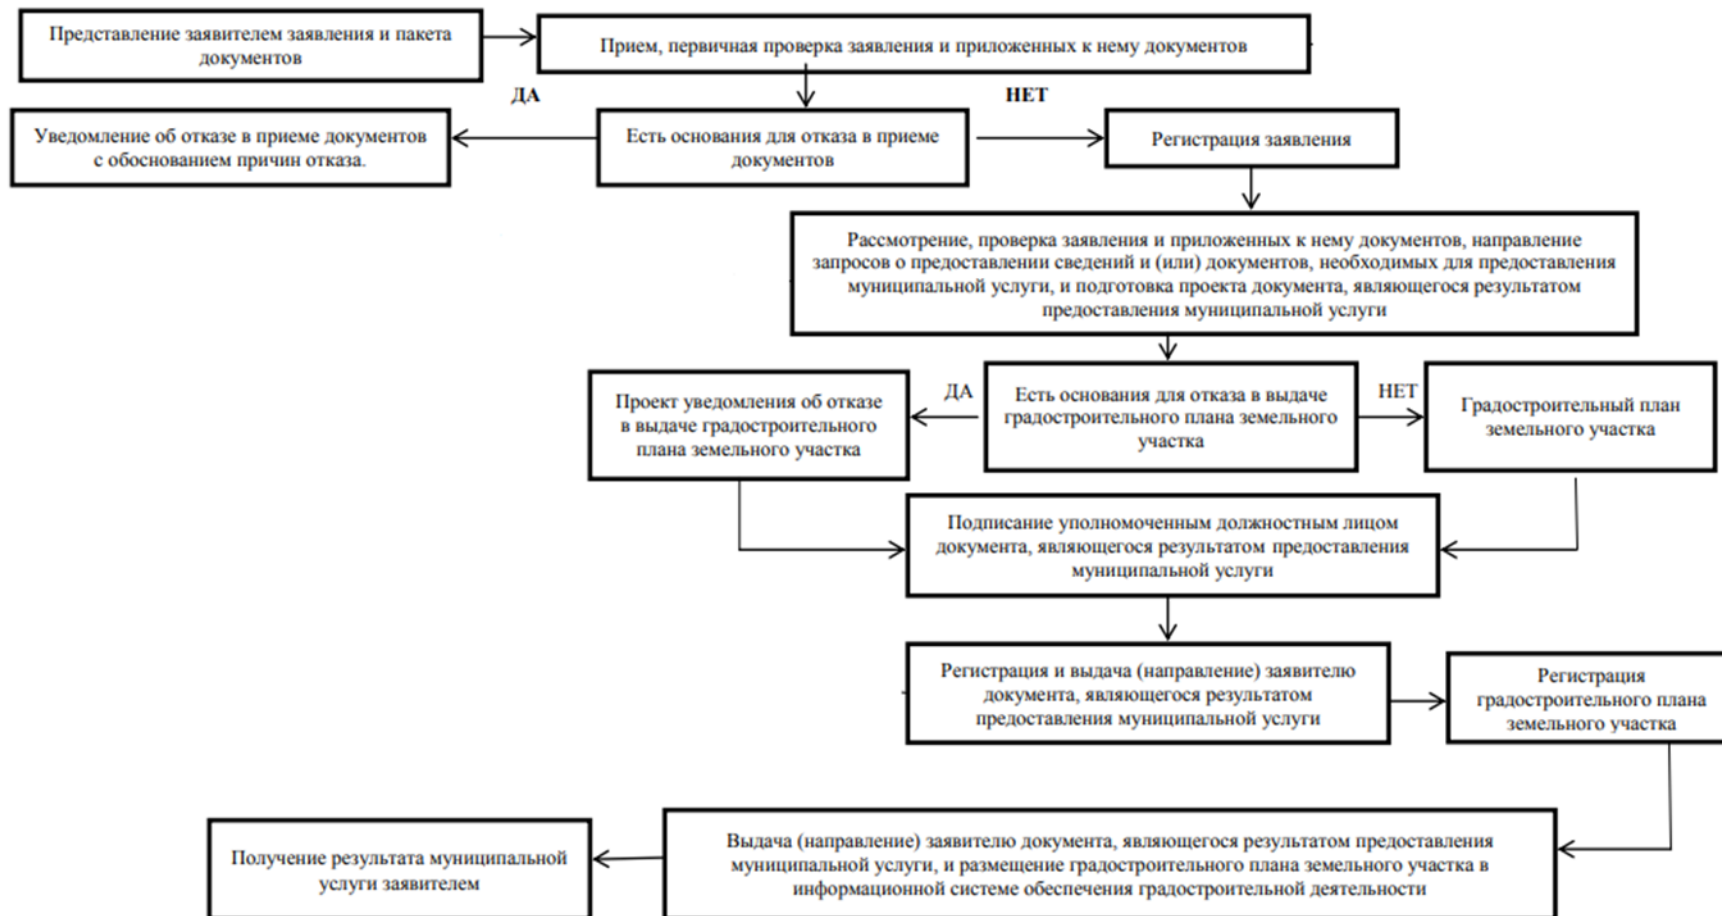 Представление заявителем заявления и пакета
документов
Прием, первичная проверка заявления и приложенных к нему документов
ДА
НЕТ
Уведомление об отказе в приеме документов
с обоснованием причин отказа.
Есть основания для отказа в приеме
документов
Регистрация заявления
Рассмотрение, проверка заявления и приложенных к нему документов, направление
запросов о предоставлении сведений и (или) документов, необходимых для предоставления
муниципальной услуги, и подготовка проекта документа, являющегося результатом
предоставления муниципальной услуги
Проект уведомления об отказе
в выдаче градостроительного
плана земельного участка
ДА
Есть основания для отказа в выдаче
градостроительного плана земельного
участка
НЕТ
Градостроительный план
земельного участка
Подписание уполномоченным должностным лицом
документа, являющегося результатом предоставления
муниципальной услуги
Регистрация и выдача (направление) заявителю
документа, являющегося результатом
предоставления муниципальной услуги
Регистрация
градостроительного плана
земельного участка
Получение результата муниципальной
услуги заявителем
Выдача (направление) заявителю документа, являющегося результатом предоставления
муниципальной услуги, и размещение градостроительного плана земельного участка в
информационной системе обеспечения градостроительной деятельности